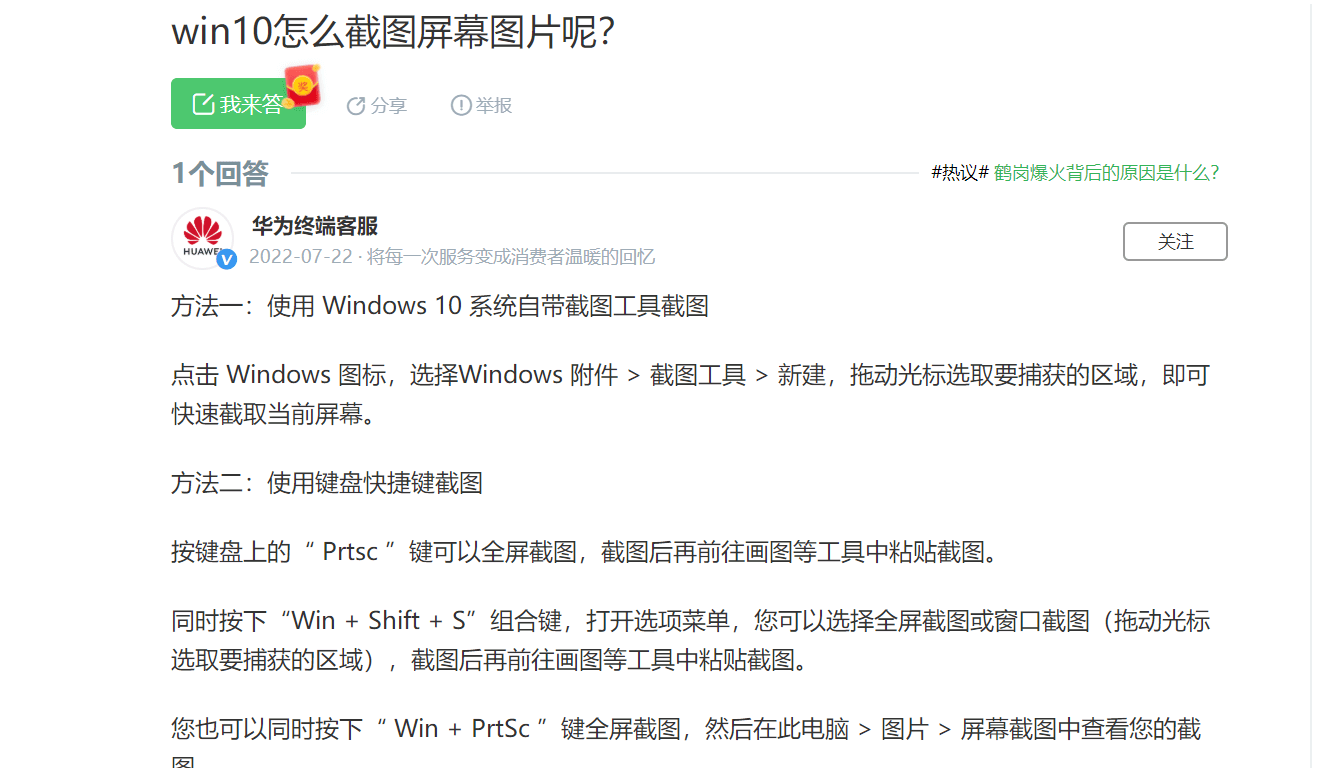 win10怎么截图屏幕图片呢?
奖
我来答 分享 举报
1个回答 #热议# 鹤岗爆火背后的原因是什么?
HUAWEI
V
华为终端客服
2022-07-22 · 将每一次服务变成消费者温暖的回忆
关注
方法一：使用 Windows 10 系统自带截图工具截图
点击 Windows 图标，选择Windows 附件 > 截图工具 > 新建，拖动光标选取要捕获的区域，即可
快速截取当前屏幕。
方法二：使用键盘快捷键截图
按键盘上的“ Prtsc ”键可以全屏截图，截图后再前往画图等工具中粘贴截图。
同时按下“Win + Shift + S”组合键，打开选项菜单，您可以选择全屏截图或窗口截图（拖动光标
选取要捕获的区域），截图后再前往画图等工具中粘贴截图。
您也可以同时按下“ Win + PrtSc ”键全屏截图，然后在此电脑 > 图片 > 屏幕截图中查看您的截
图